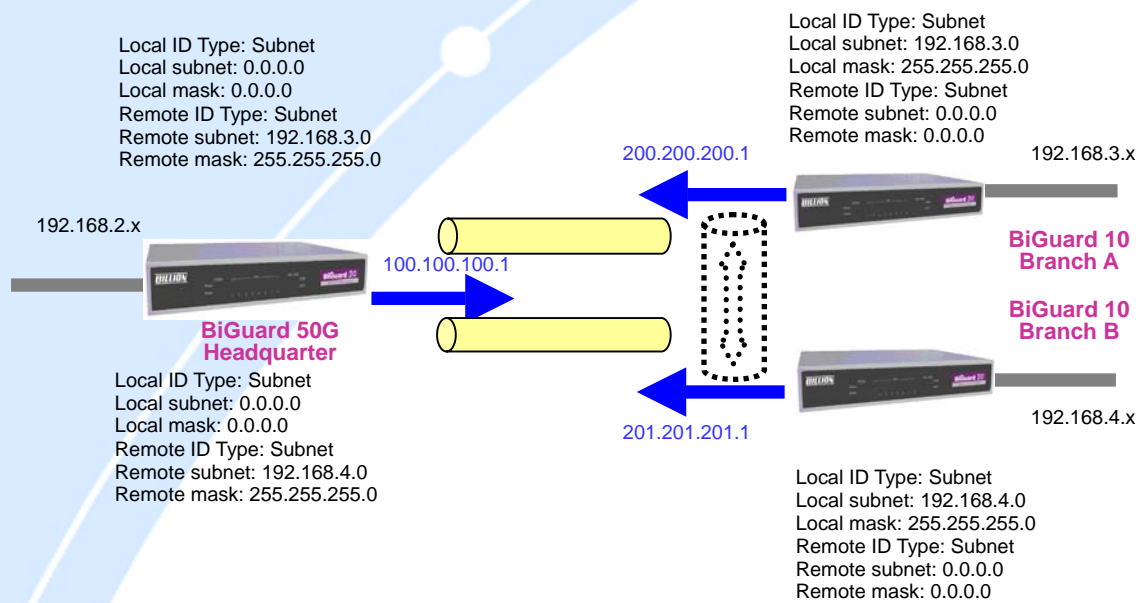 Local ID Type: Subnet
Local subnet: 0.0.0.0
Local mask: 0.0.0.0
Remote ID Type: Subnet
Remote subnet: 192.168.3.0
Remote mask: 255.255.255.0
Local ID Type: Subnet
Local subnet: 192.168.3.0
Local mask: 255.255.255.0
Remote ID Type: Subnet
Remote subnet: 0.0.0.0
Remote mask: 0.0.0.0
200.200.200.1
192.168.3.x
192.168.2.x
BILLION
100.100.100.1
BiGuard 50G
Headquarter
BiGuard 10
Branch A
BiGuard 10
Branch B
BILLION
BILLION
201.201.201.1
192.168.4.x
Local ID Type: Subnet
Local subnet: 0.0.0.0
Local mask: 0.0.0.0
Remote ID Type: Subnet
Remote subnet: 192.168.4.0
Remote mask: 255.255.255.0
Local ID Type: Subnet
Local subnet: 192.168.4.0
Local mask: 255.255.255.0
Remote ID Type: Subnet
Remote subnet: 0.0.0.0
Remote mask: 0.0.0.0